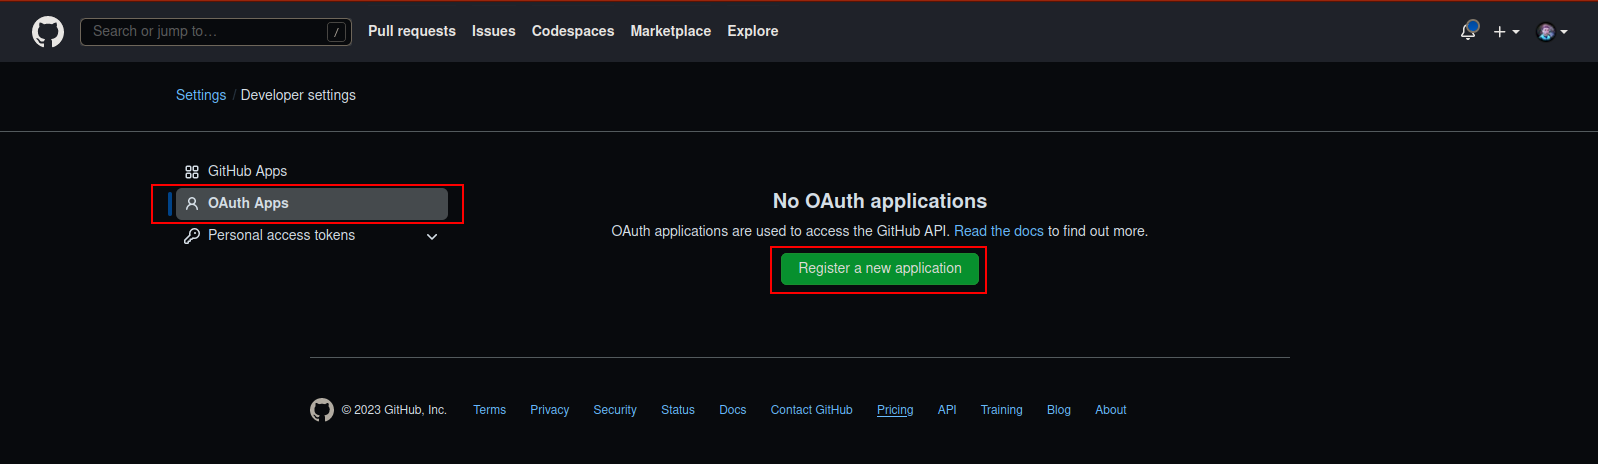 Search or jump to… /
Pull requests Issues Codespaces Marketplace Explore
Settings / Developer settings
GitHub Apps
OAuth Apps
Personal access tokens
No OAuth applications
OAuth applications are used to access the GitHub API. Read the docs to find out more.
Register a new application
© 2023 GitHub, Inc. Terms Privacy Security Status Docs Contact GitHub Pricing API Training Blog About